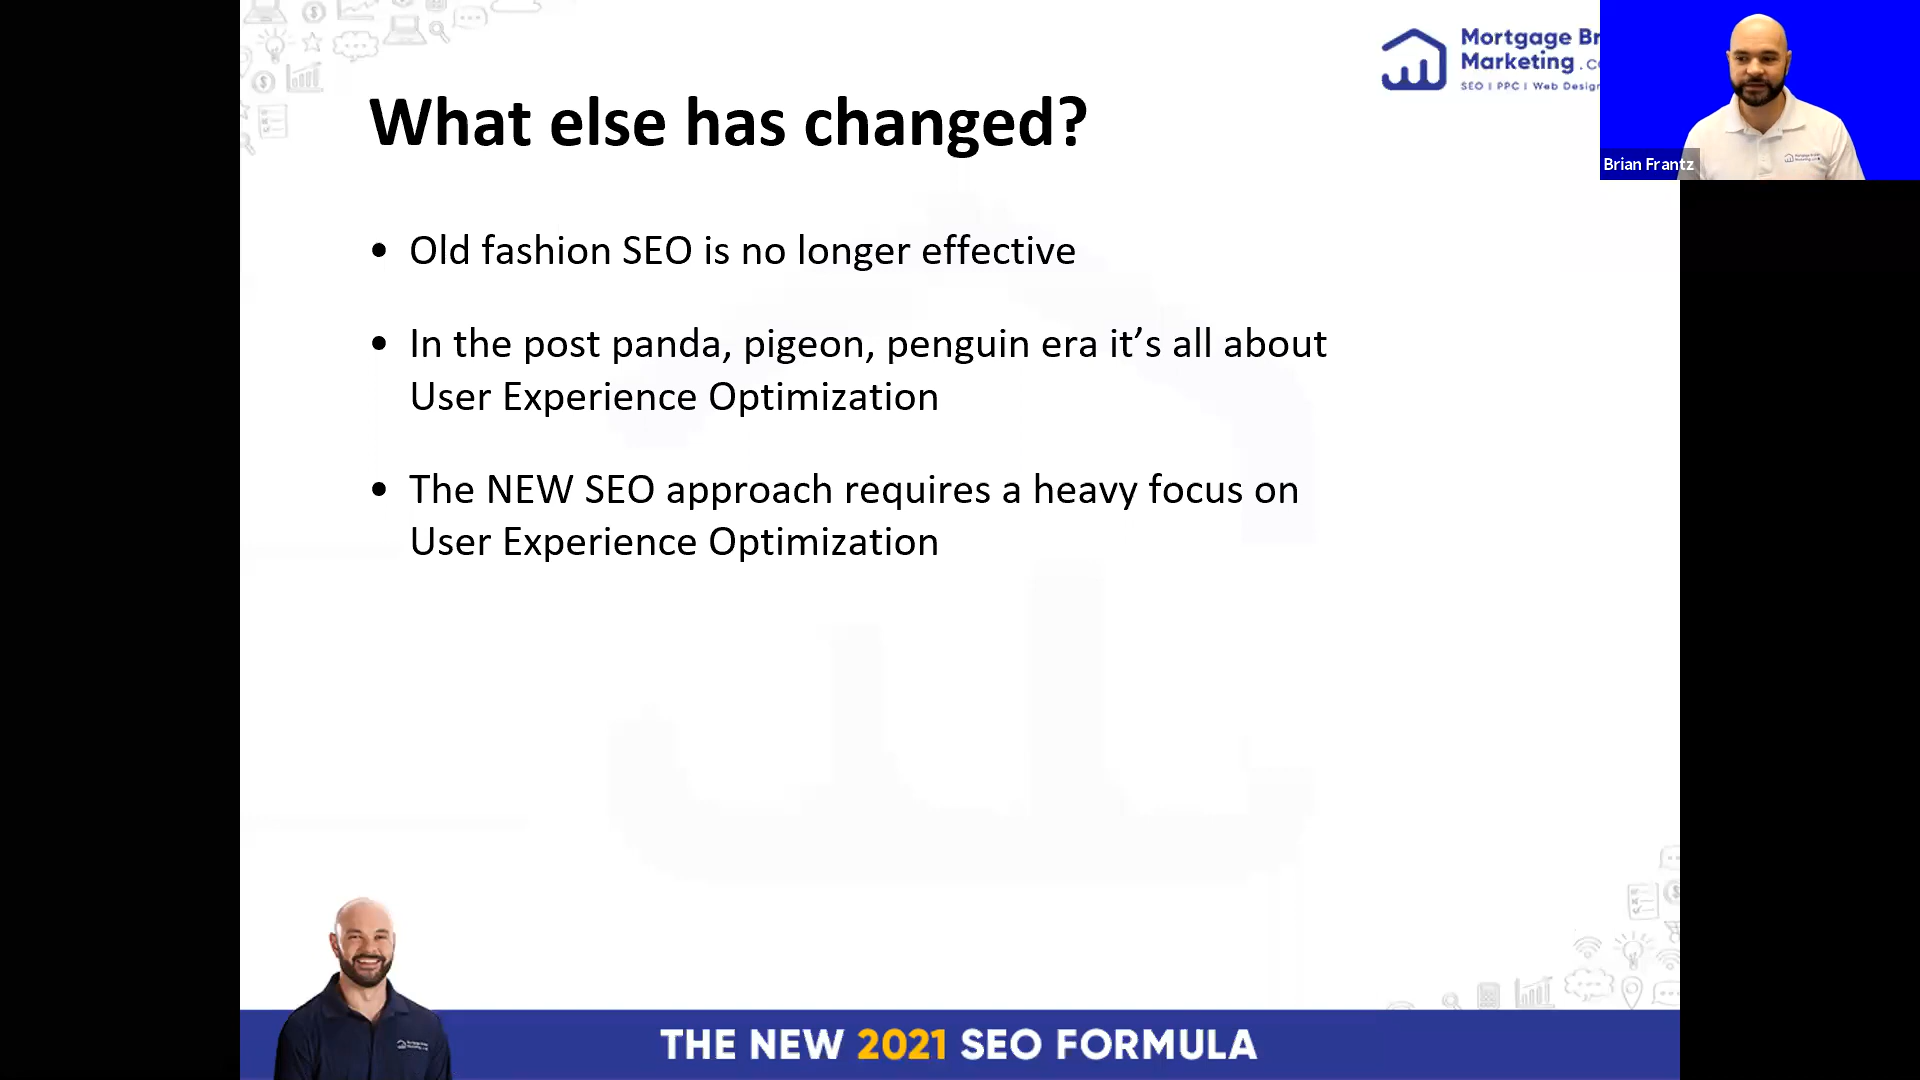 Mortgage Br
Marketing.c
SEO | PPC | Web Design
Brian Frantz
What else has changed?
• Old fashion SEO is no longer effective
• In the post panda, pigeon, penguin era it’s all about
User Experience Optimization
• The NEW SEO approach requires a heavy focus on
User Experience Optimization
THE NEW 2021 SEO FORMULA